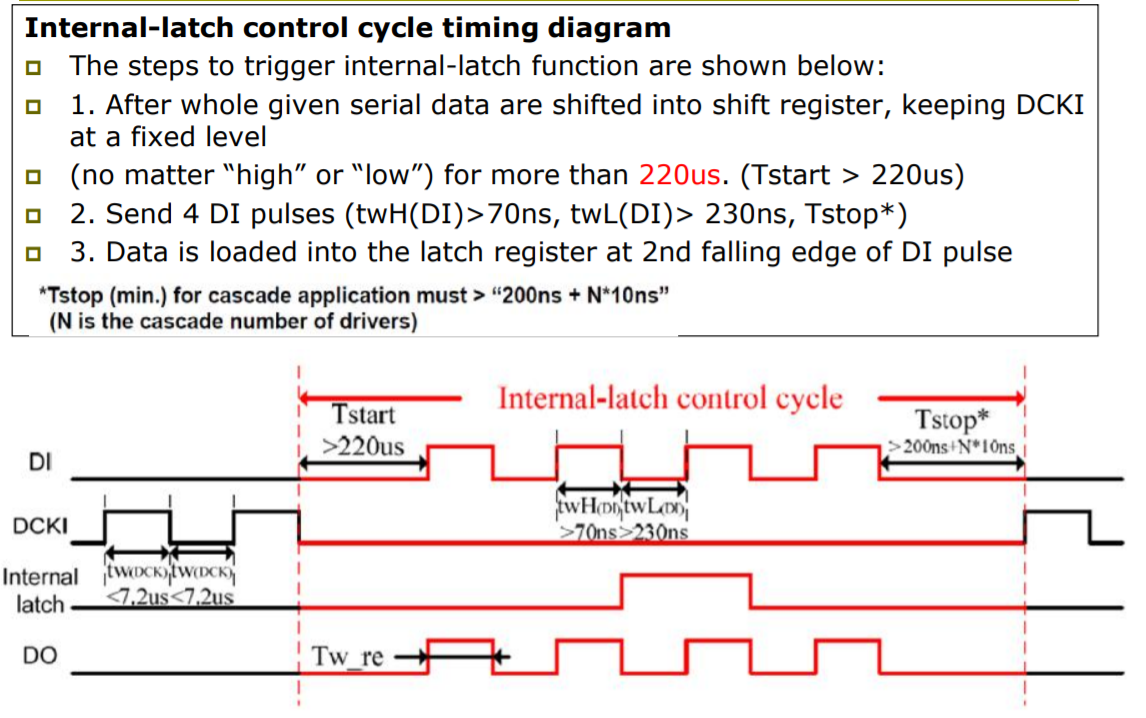 Internal-latch control cycle timing diagram
The steps to trigger internal-latch function are shown below:
1. After whole given serial data are shifted into shift register, keeping DCKI
at a fixed level
(no matter “high” or “low”) for more than 220us. (Tstart > 220us)
2. Send 4 DI pulses (twH(DI)>70ns, twL(DI)> 230ns, Tstop*)
3. Data is loaded into the latch register at 2nd falling edge of DI pulse
*Tstop (min.) for cascade application must > “200ns + N*10ns”
(N is the cascade number of drivers)
Internal-latch control cycle
Tstart
>220us
Tstop*
>200ns+N*10ns
DI
twH(DI) twL(DI)
>70ns >230ns
DCKI
tw(DCK) tw(DCK)
<7.2us <7.2us
Internal
latch
DO
Tw_re